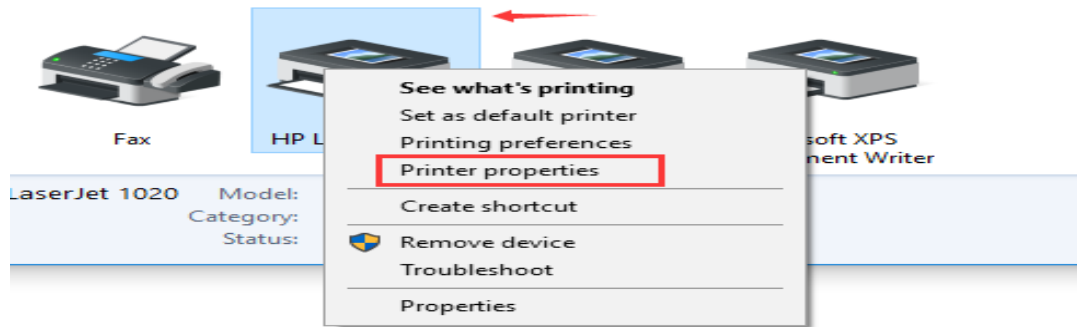 See what's printing
Set as default printer
Fax
HP L
Printing preferences
soft XPS
ment Writer
Printer properties
LaserJet 1020
Model:
Create shortcut
Category:
Status:
Remove device
Troubleshoot
Properties